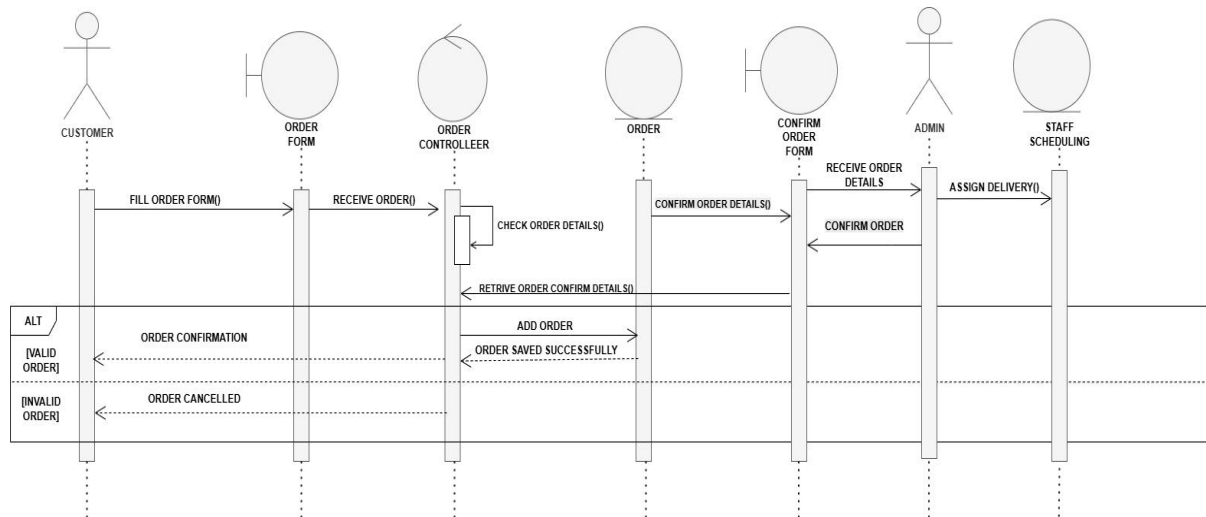 CUSTOMER
ORDER
FORM
ORDER
CONTROLLEER
ORDER
CONFIRM
ORDER
FORM
ADMIN
STAFF
SCHEDULING
RECEIVE ORDER
DETAILS
ASSIGN DELIVERY()
FILL ORDER FORM()
RECEIVE ORDER()
CONFIRM ORDER DETAILS()
CHECK ORDER DETAILS()
CONFIRM ORDER
RETRIVE ORDER CONFIRM DETAILS()
ALT
ADD ORDER
ORDER CONFIRMATION
ORDER SAVED SUCCESSFULLY
[VALID
ORDER]
[INVALID
ORDER]
ORDER CANCELLED